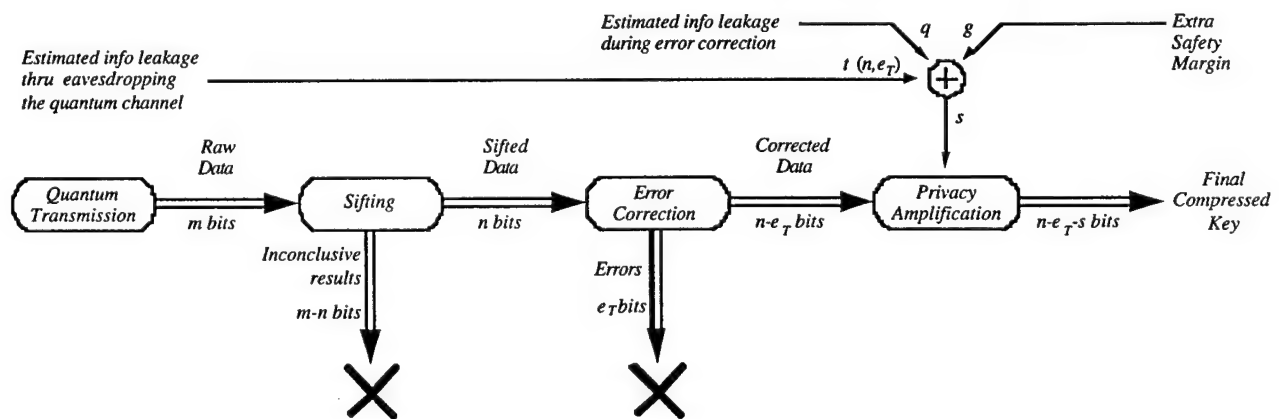 Estimated info leakage
during error correction
q
g
Extra
Safety
Margin
Estimated info leakage
thru eavesdropping
the quantum channel
t (n,e_T)
+
s
Raw
Data
Sifted
Data
Corrected
Data
Quantum
Transmission
m bits
Sifting
n bits
Error
Correction
n-e_T bits
Privacy
Amplification
n-e_T-s bits
Final
Compressed
Key
Inconclusive
results
m-n bits
Errors
e_T bits